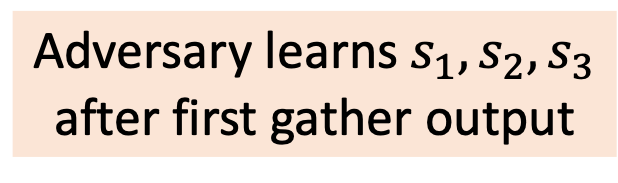 Adversary learns s₁, s₂, s₃
after first gather output